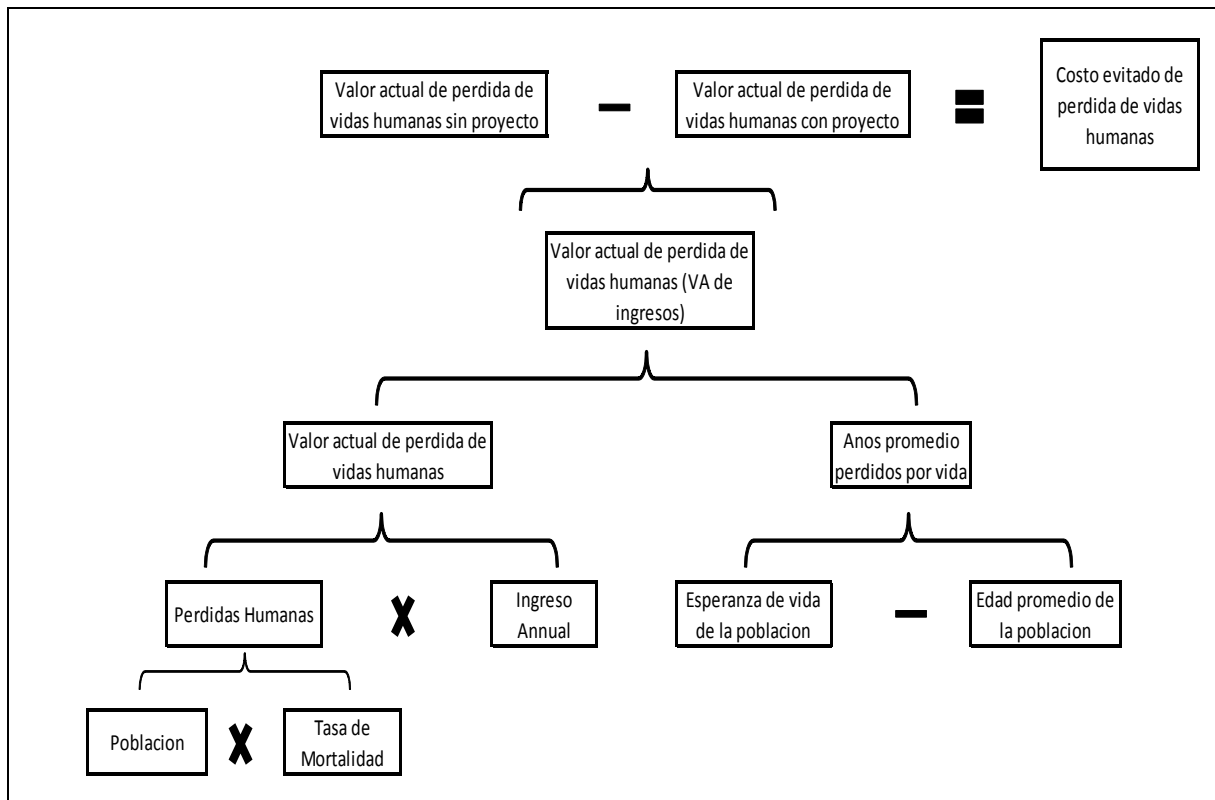 Valor actual de perdida de
vidas humanas sin proyecto
Valor actual de perdida de
vidas humanas con proyecto
Costo evitado de
perdida de vidas
humanas
Valor actual de perdida de
vidas humanas (VA de
ingresos)
Valor actual de perdida de
vidas humanas
Anos promedio
perdidos por vida
Perdidas Humanas
Ingreso
Annual
Esperanza de vida
de la poblacion
Edad promedio de
la poblacion
Poblacion
Tasa de
Mortalidad